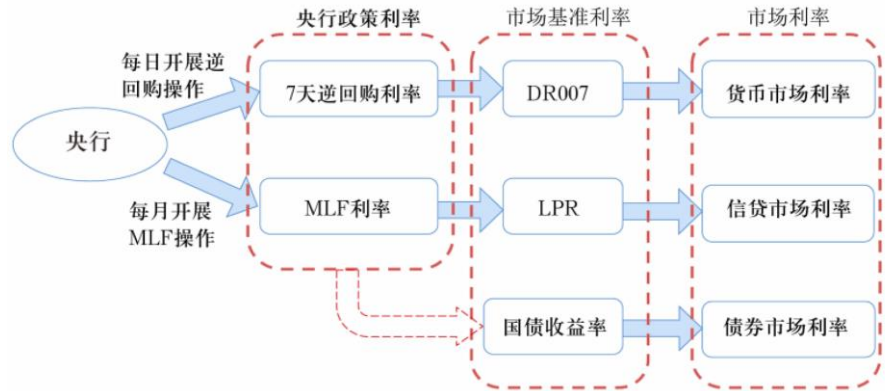 央行政策利率
市场基准利率
市场利率
每日开展逆
回购操作
7天逆回购利率
DR007
货币市场利率
央行
每月开展
MLF操作
MLF利率
LPR
信贷市场利率
国债收益率
债券市场利率